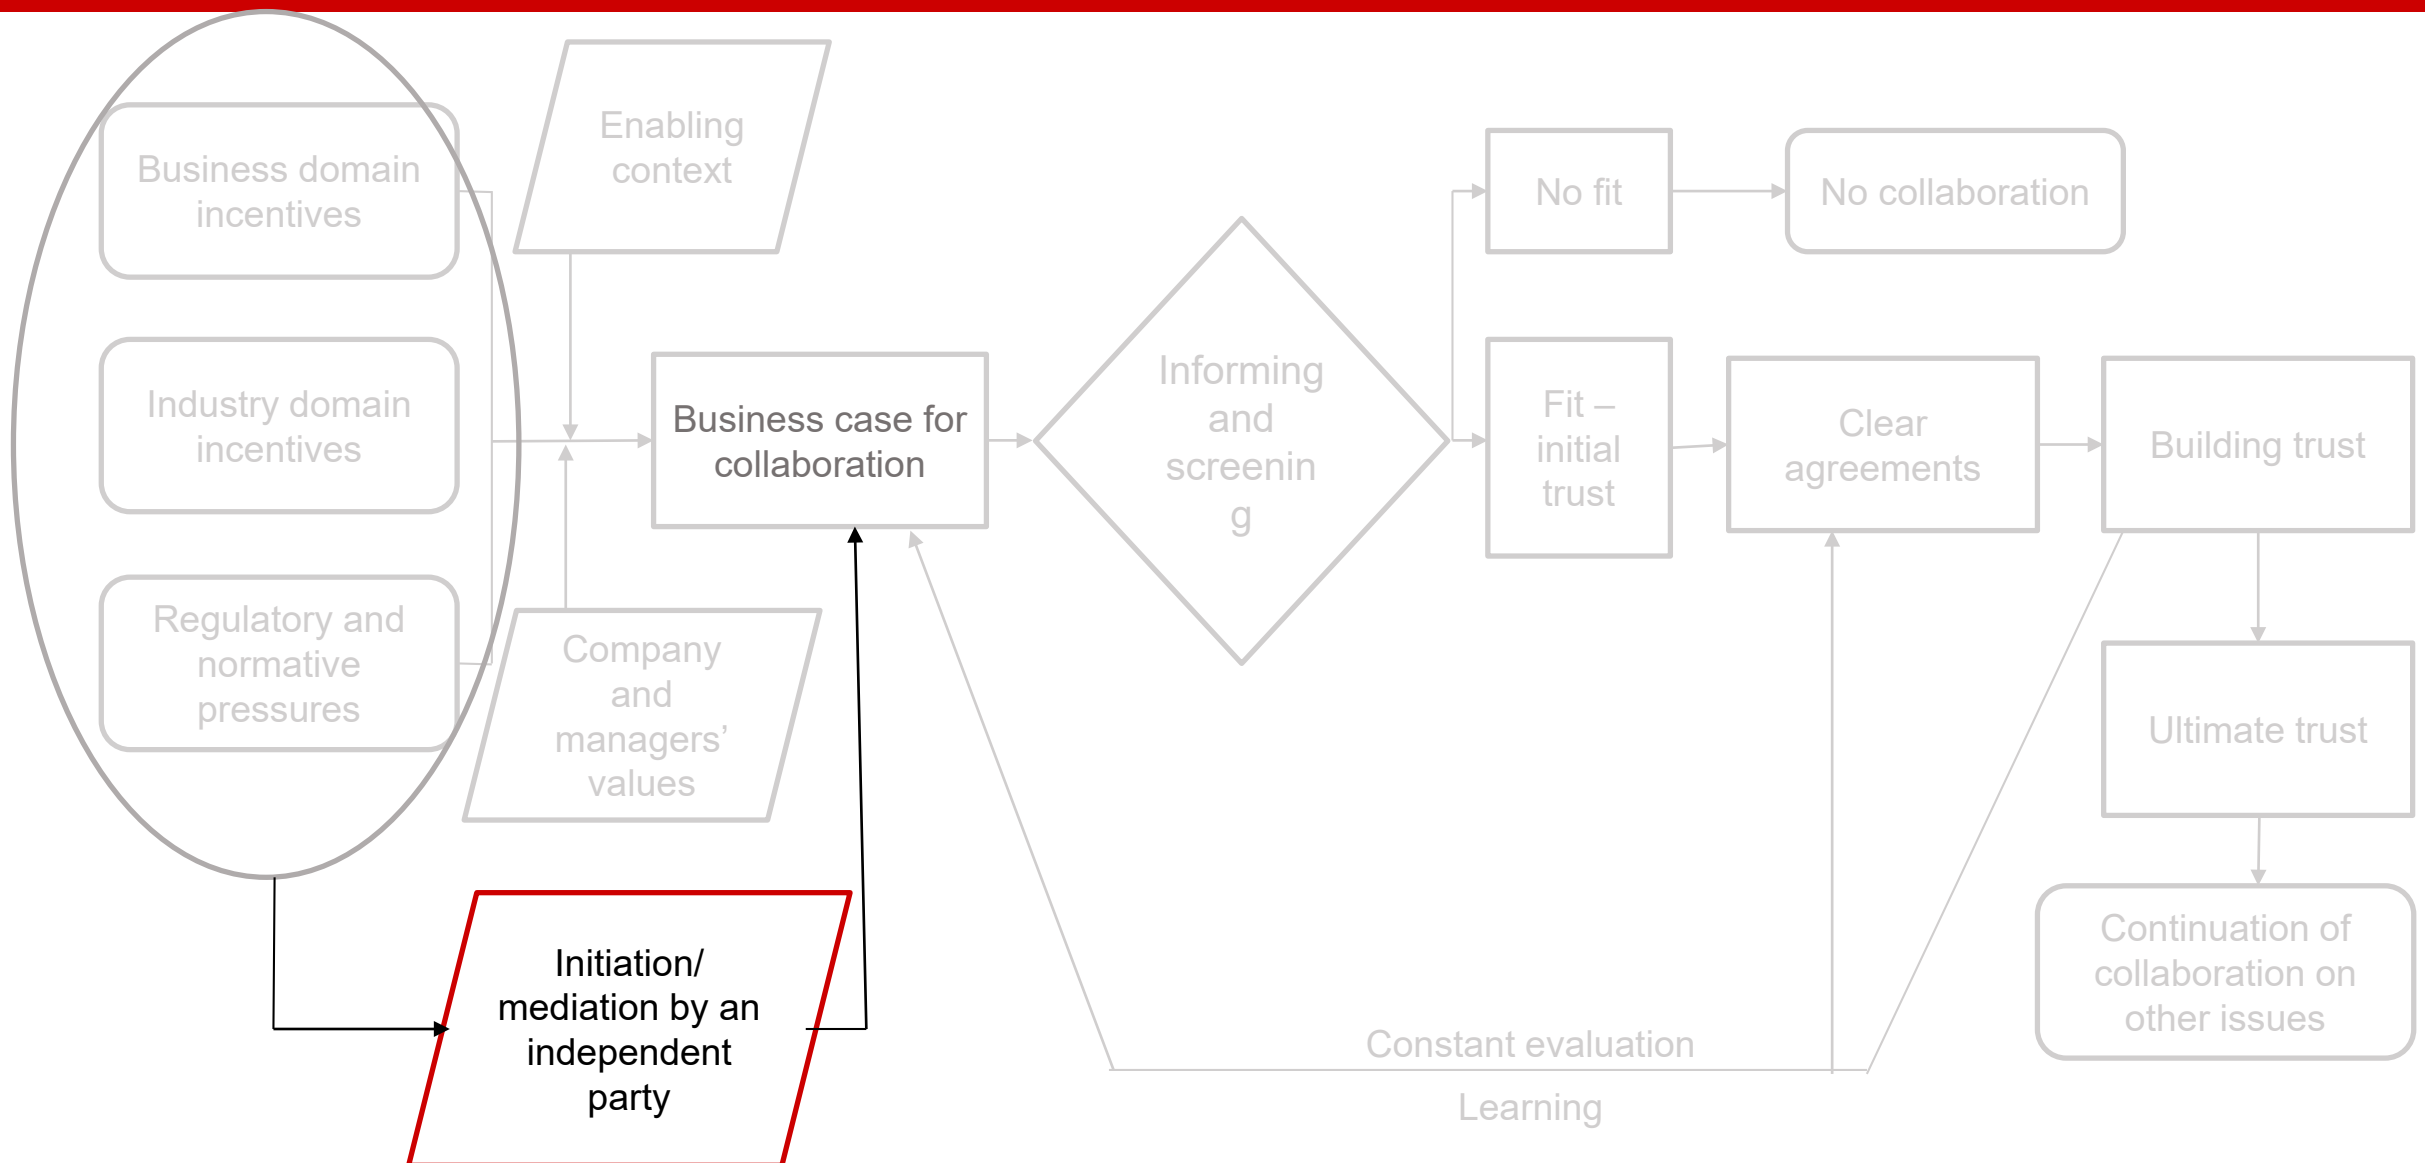 Business domain
incentives
Enabling
context
Industry domain
incentives
Regulatory and
normative
pressures
Company
and
managers’
values
Business case for
collaboration
Initiation/
mediation by an
independent
party
Informing
and
screenin
g
No fit
No collaboration
Fit –
initial
trust
Clear
agreements
Building trust
Ultimate trust
Continuation of
collaboration on
other issues
Constant evaluation
Learning